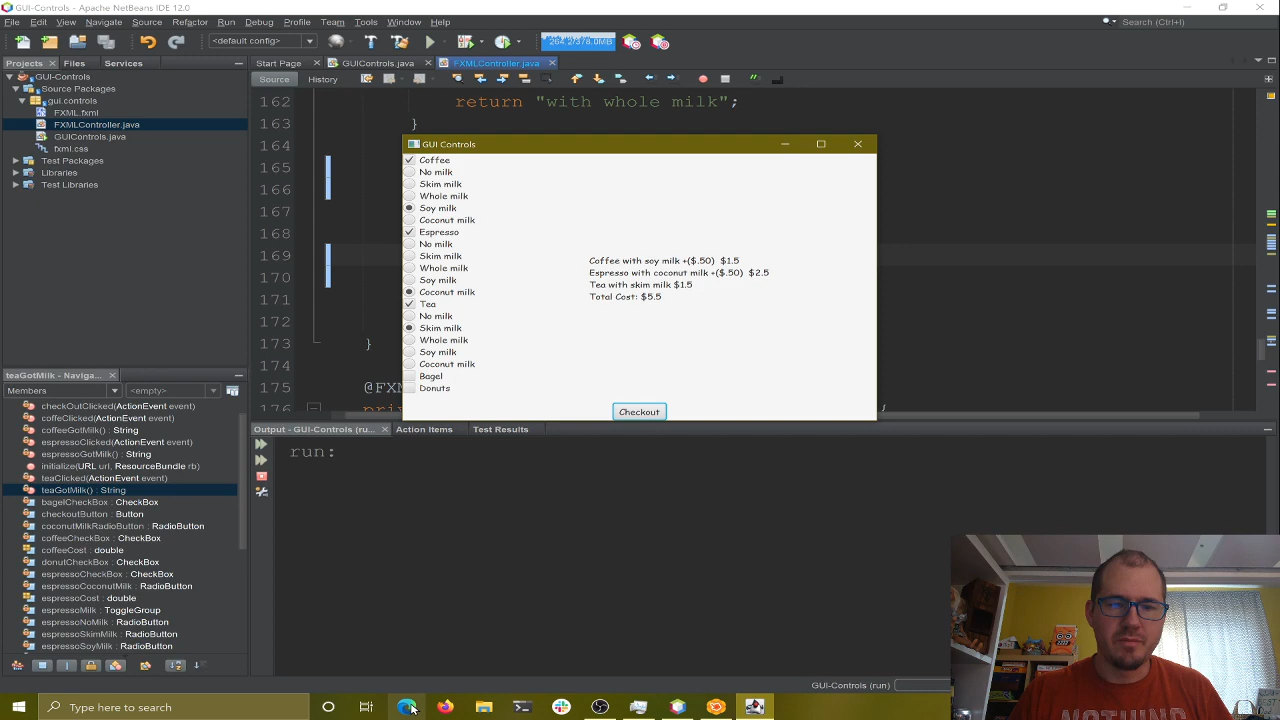 GUI-Controls - Apache NetBeans IDE 12.0
File Edit View Navigate Source Refactor Run Debug Profile Team Tools Window Help
Search (Ctrl+I)
<default config>
264.2/378.0MB
Projects Files Services
Start Page GUIControls.java FXMLController.java
Source History
GUI-Controls
Source Packages
gui.controls
FXML.fxml
FXMLController.java
GUIControls.java
fxml.css
Test Packages
Libraries
Test Libraries
162 return "with whole milk";
163 }
164
165
166
167
168
169
170
171
172
173 }
174
175 @FXM
176
GUI Controls
Coffee
No milk
Skim milk
Whole milk
Soy milk
Coconut milk
Espresso
No milk
Skim milk
Whole milk
Soy milk
Coconut milk
Tea
No milk
Skim milk
Whole milk
Soy milk
Coconut milk
Bagel
Donuts
Coffee with soy milk +($.50) $1.5
Espresso with coconut milk +($.50) $2.5
Tea with skim milk $1.5
Total Cost: $5.5
Checkout
teaGotMilk - Naviga...
Members <empty>
checkOutClicked(ActionEvent event)
coffeClicked(ActionEvent event)
coffeeGotMilk() : String
espressoClicked(ActionEvent event)
espressoGotMilk() : String
initialize(URL url, ResourceBundle rb)
teaClicked(ActionEvent event)
teaGotMilk() : String
bagelCheckBox : CheckBox
checkoutButton : Button
coconutMilkRadioButton : RadioButton
coffeeCheckBox : CheckBox
coffeeCost : double
donutCheckBox : CheckBox
espressoCheckBox : CheckBox
espressoCoconutMilk : RadioButton
espressoCost : double
espressoMilk : ToggleGroup
espressoNoMilk : RadioButton
espressoSkimMilk : RadioButton
espressoSoyMilk : RadioButton
Output - GUI-Controls (ru... Action Items Test Results
run:
GUI-Controls (run)
Type here to search
NOTHING